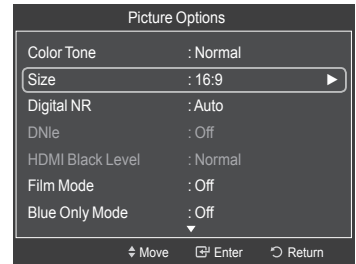 Picture Options
Color Tone : Normal
Size : 16:9
Digital NR : Auto
DNIe : Off
HDMI Black Level : Normal
Film Mode : Off
Blue Only Mode : Off
Move Enter Return